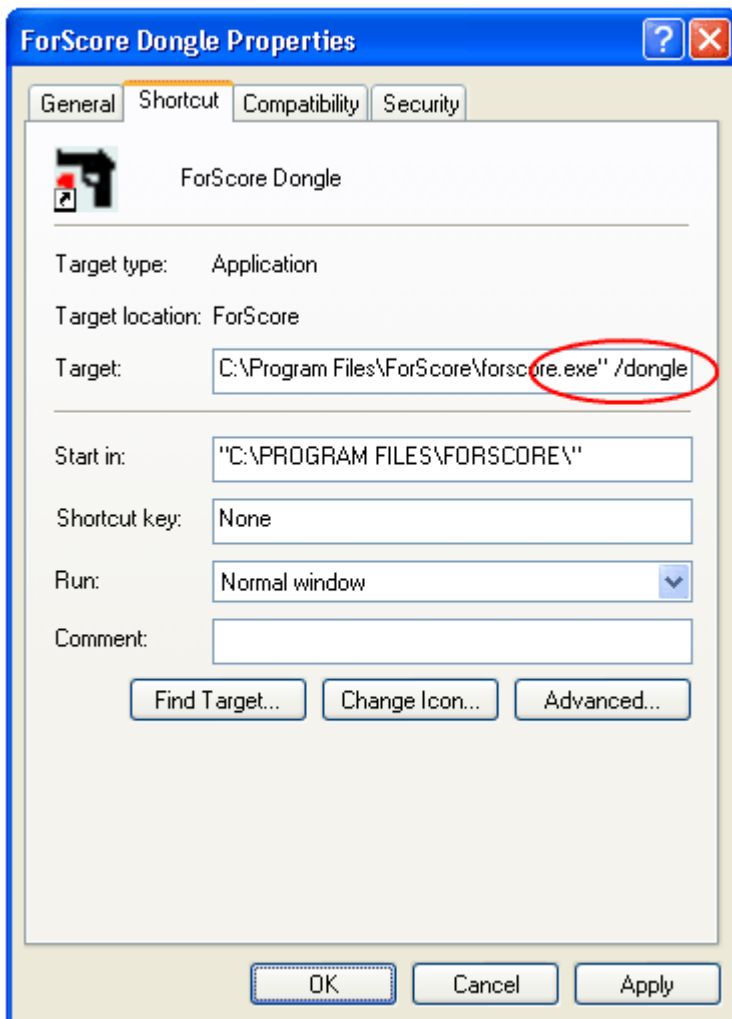 ForScore Dongle Properties
General Shortcut Compatibility Security
ForScore Dongle
Target type: Application
Target location: ForScore
Target: C:\Program Files\ForScore\forscore.exe" /dongle
Start in: "C:\PROGRAM FILES\FORSCORE\"
Shortcut key: None
Run: Normal window
Comment:
Find Target... Change Icon... Advanced...
OK Cancel Apply